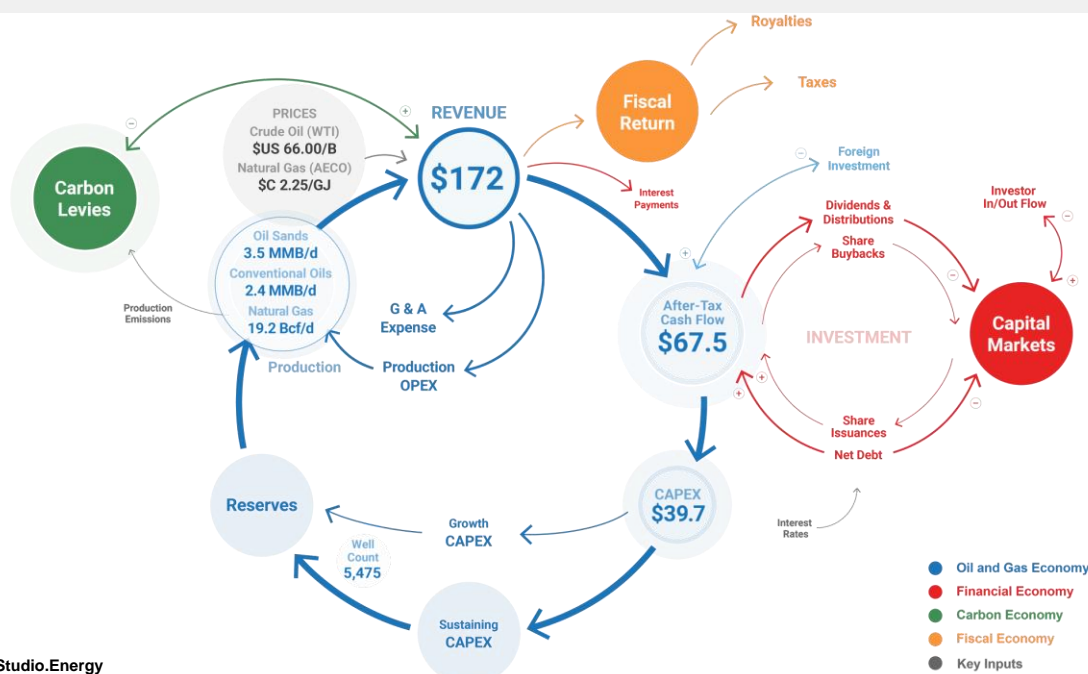 Royalties
Taxes
Fiscal
Return
REVENUE
$172
PRICES
Crude Oil (WTI)
$US 66.00/B
Natural Gas (AECO)
$C 2.25/GJ
Carbon
Levies
Foreign
Investment
Interest
Payments
Dividends &
Distributions
Share
Buybacks
Investor
In/Out Flow
Oil Sands
3.5 MMB/d
Conventional Oils
2.4 MMB/d
Natural Gas
19.2 Bcf/d
Production
Emissions
Production
G & A
Expense
Production
OPEX
After-Tax
Cash Flow
$67.5
INVESTMENT
Capital
Markets
Share
Issuances
Net Debt
Interest
Rates
CAPEX
$39.7
Growth
CAPEX
Reserves
Well
Count
5,475
Sustaining
CAPEX
Oil and Gas Economy
Financial Economy
Carbon Economy
Fiscal Economy
Key Inputs
Studio.Energy